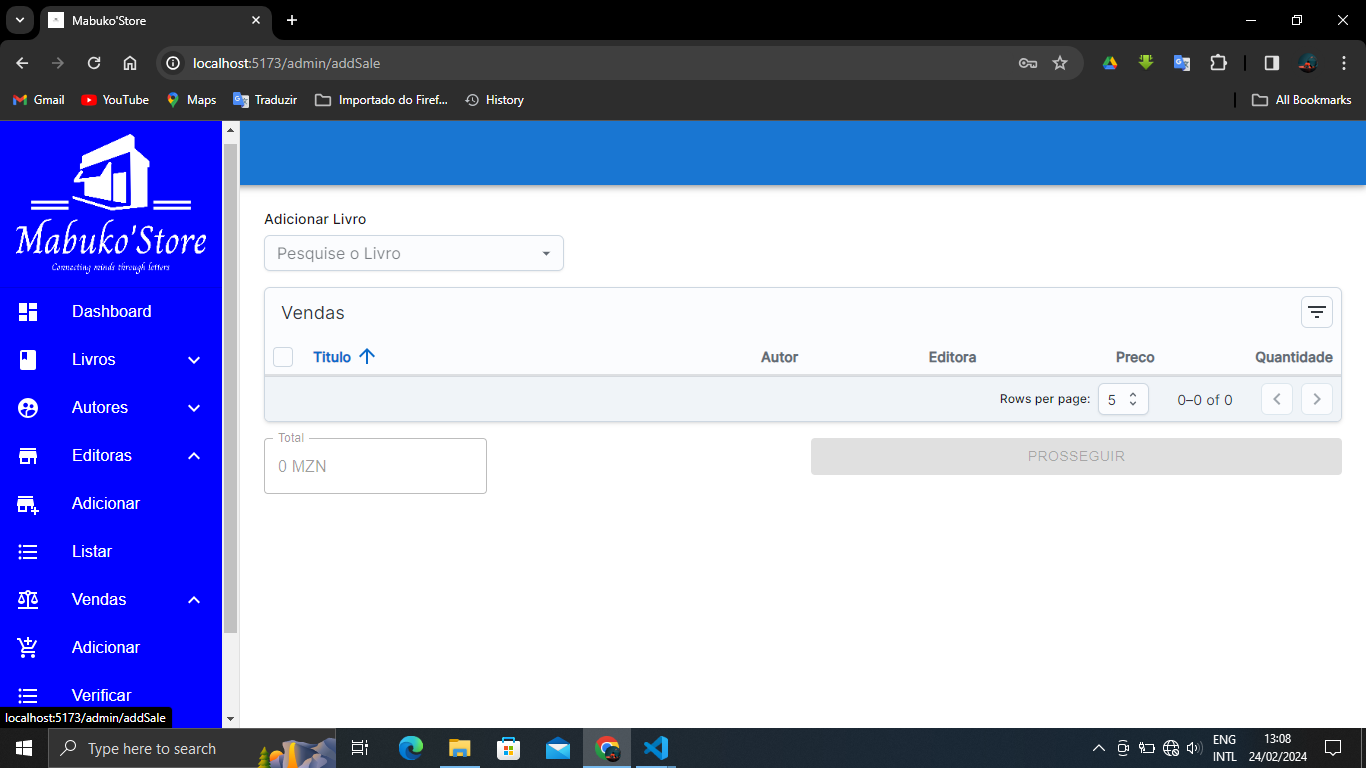 Mabuko'Store
localhost:5173/admin/addSale
Gmail YouTube Maps Traduzir Importado do Firef... History All Bookmarks
Mabuko'Store
Connecting minds through letters
Dashboard
Livros
Autores
Editoras
Adicionar
Listar
Vendas
Adicionar
Verificar
localhost:5173/admin/addSale
Adicionar Livro
Pesquise o Livro
Vendas
Titulo Autor Editora Preco Quantidade
Rows per page: 5 0–0 of 0
Total
0 MZN
PROSSEGUIR
Type here to search
ENG
INTL
13:08
24/02/2024